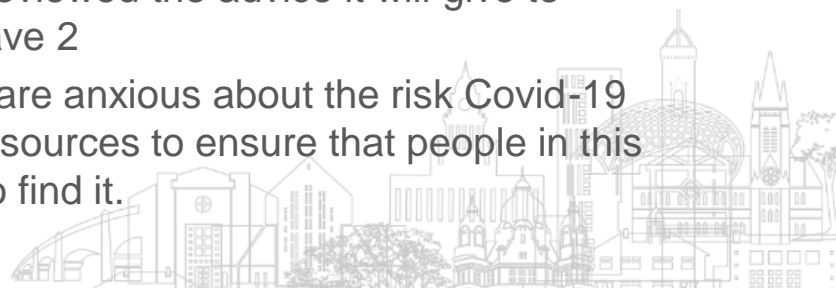 reviewed the advice it will give to
ave 2
are anxious about the risk Covid-19
sources to ensure that people in this
o find it.